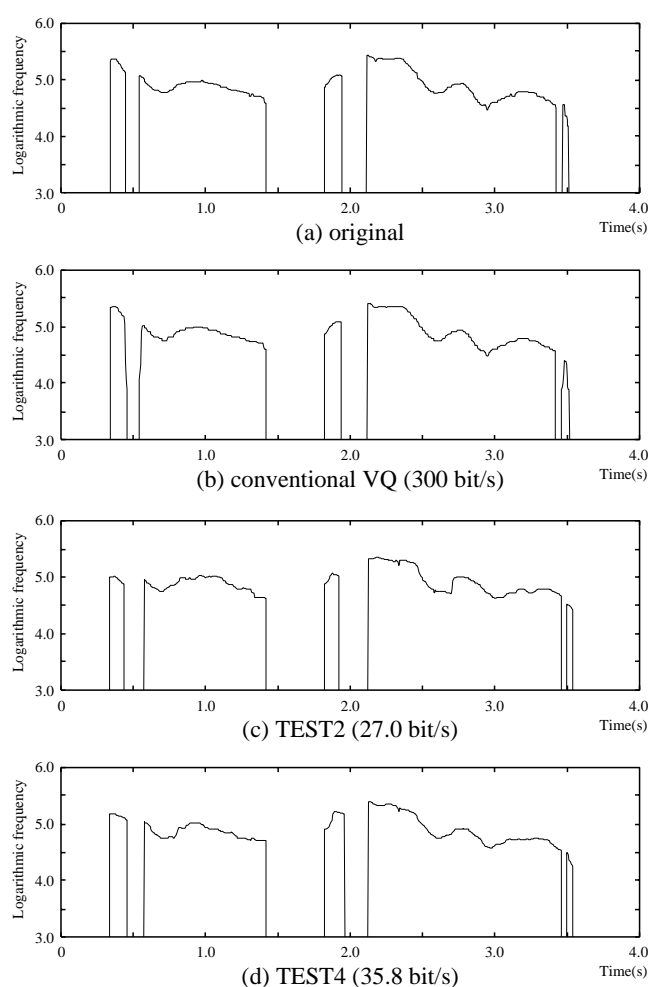 6.0
5.0
4.0
3.0
Logarithmic frequency
0 1.0 2.0 3.0 4.0
Time(s)
(a) original
6.0
5.0
4.0
3.0
Logarithmic frequency
0 1.0 2.0 3.0 4.0
Time(s)
(b) conventional VQ (300 bit/s)
6.0
5.0
4.0
3.0
Logarithmic frequency
0 1.0 2.0 3.0 4.0
Time(s)
(c) TEST2 (27.0 bit/s)
6.0
5.0
4.0
3.0
Logarithmic frequency
0 1.0 2.0 3.0 4.0
Time(s)
(d) TEST4 (35.8 bit/s)